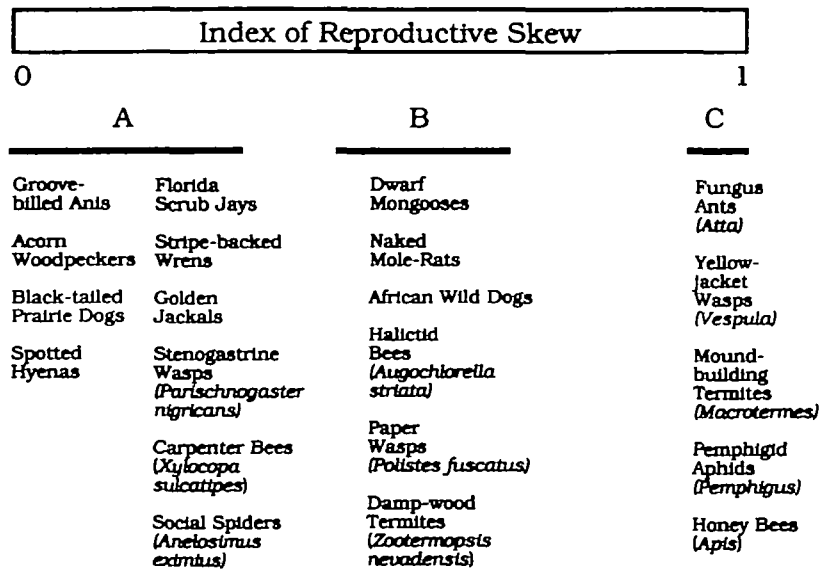 Index of Reproductive Skew
0 1
A B C
Groove-
billed Anis
Acorn
Woodpeckers
Black-tailed
Prairie Dogs
Spotted
Hyenas
Florida
Scrub Jays
Stripe-backed
Wrens
Golden
Jackals
Stenogastrine
Wasps
(Parischnogaster
nigricans)
Carpenter Bees
(Xylocopa
sulcatipes)
Social Spiders
(Anelosimus
eximius)
Dwarf
Mongooses
Naked
Mole-Rats
African Wild Dogs
Halictid
Bees
(Augochlorella
striata)
Paper
Wasps
(Polistes fuscatus)
Damp-wood
Termites
(Zootermopsis
nevadensis)
Fungus
Ants
(Atta)
Yellow-
jacket
Wasps
(Vespula)
Mound-
building
Termites
(Macrotermes)
Pemphigid
Aphids
(Pemphigus)
Honey Bees
(Apis)